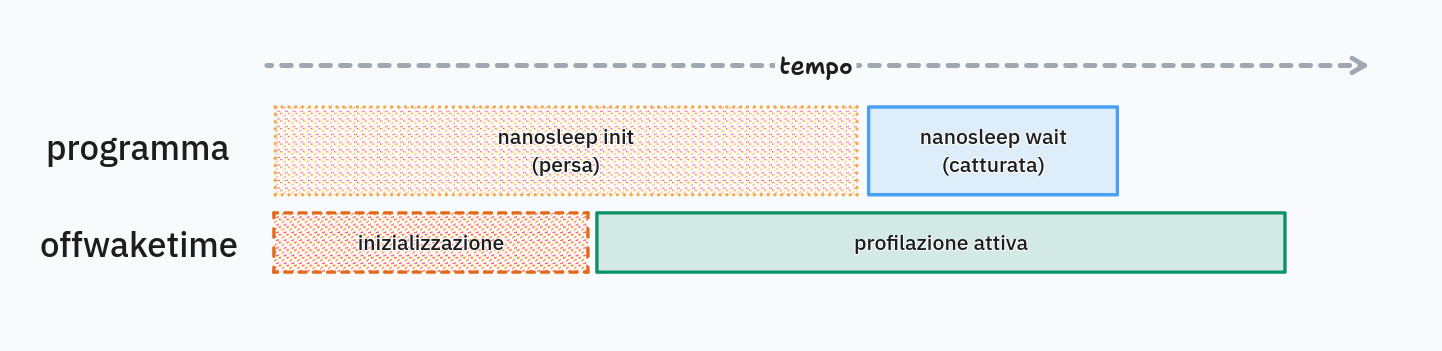 tempo
programma
nanosleep init
(persa)
nanosleep wait
(catturata)
offwaketime
inizializzazione
profilazione attiva